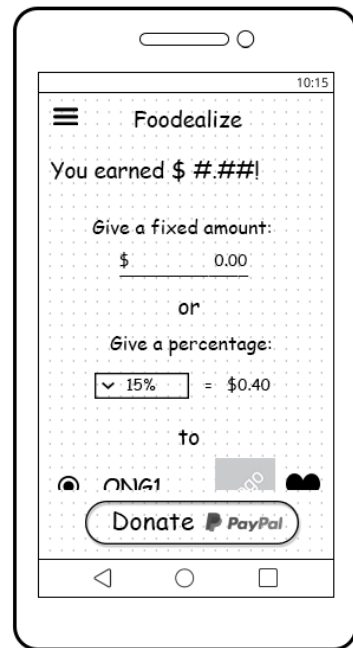 10:15
Foodealize
You earned $ #.##!
Give a fixed amount:
$ 0.00
or
Give a percentage:
15% = $0.40
to
ONG1
Donate PayPal